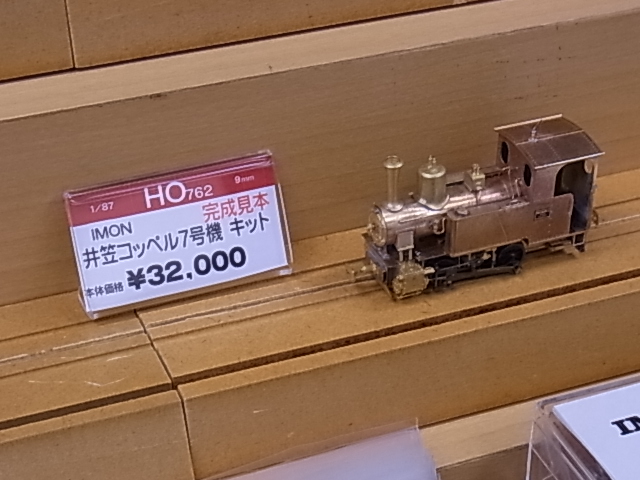 1/87 HO762 9mm
完成見本
IMON
井笠コッペル7号機 キット
本体価格 ¥32,000